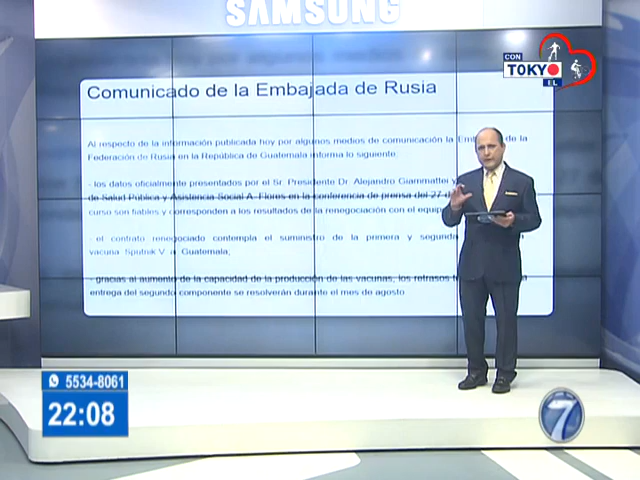 SAMSUNG
CON
TOKYO
EL
Comunicado de la Embajada de Rusia
Al respecto de la información publicada hoy por algunos medios de comunicación la de la
Federación de Rusia en la República de Guatemala informa lo siguiente:
- los datos oficialmente presentados por el Sr. Presidente Dr. Alejandro Giammattei y
de Salud Pública y Asistencia Social A. Flores en la conferencia de prensa del 27 d
curso son fiables y corresponden a los resultados de la renegociación con el equip
- el contrato renegociado contempla el suministro de la primera y segunda
vacuna Sputnik V a Guatemala;
- gracias al aumento de la capacidad de la producción de las vacunas, los retrasos
entrega del segundo componente se resolverán durante el mes de agosto
5534-8061
22:08
7